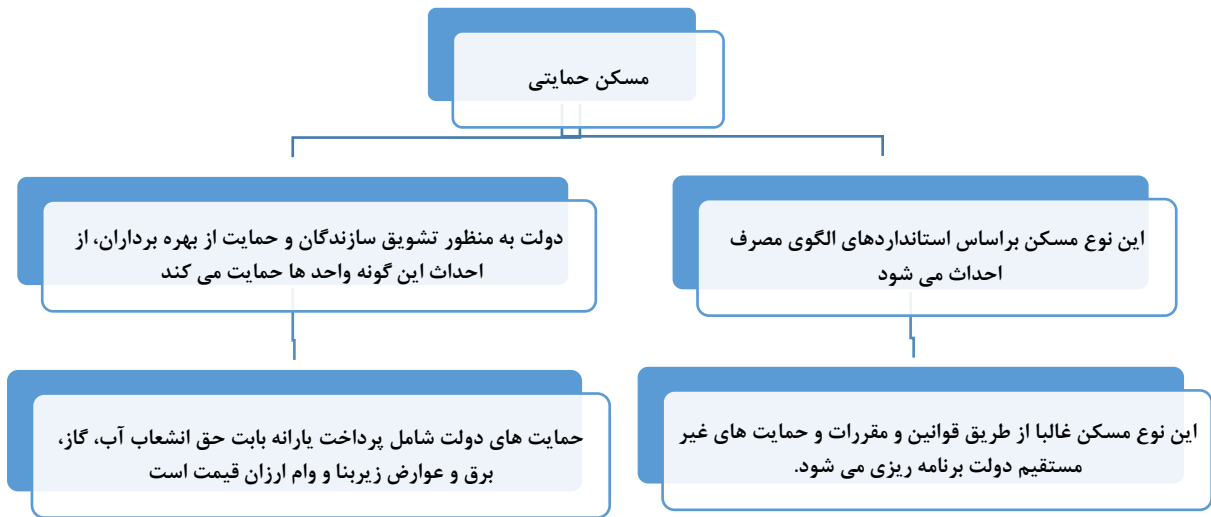 مسکن حمایتی
این نوع مسکن براساس استانداردهای الگوی مصرف
احداث می شود
دولت به منظور تشویق سازندگان و حمایت از بهره برداران، از
احداث این گونه واحد ها حمایت می کند
این نوع مسکن غالبا از طریق قوانین و مقررات و حمایت های غیر
مستقیم دولت برنامه ریزی می شود.
حمایت های دولت شامل پرداخت یارانه بابت حق انشعاب آب، گاز،
برق و عوارض زیربنا و وام ارزان قیمت است